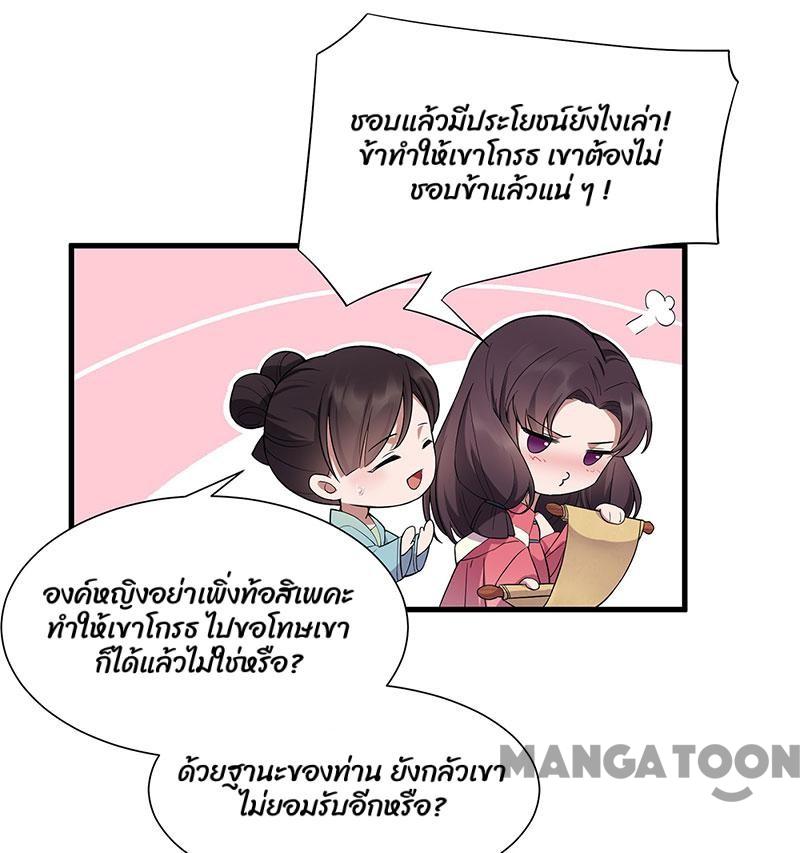 ชอบแล้วมีประโยชน์ยังไงเล่า!
ข้าทำให้เขาโกรธ เขาต้องไม่
ชอบข้าแล้วแน่ ๆ !
องค์หญิงอย่าเพิ่งท้อสิเพคะ
ทำให้เขาโกรธ ไปขอโทษเขา
ก็ได้แล้วไม่ใช่หรือ?
ด้วยฐานะของท่าน ยังกลัวเขา
ไม่ยอมรับอีกหรือ?
MANGATOON